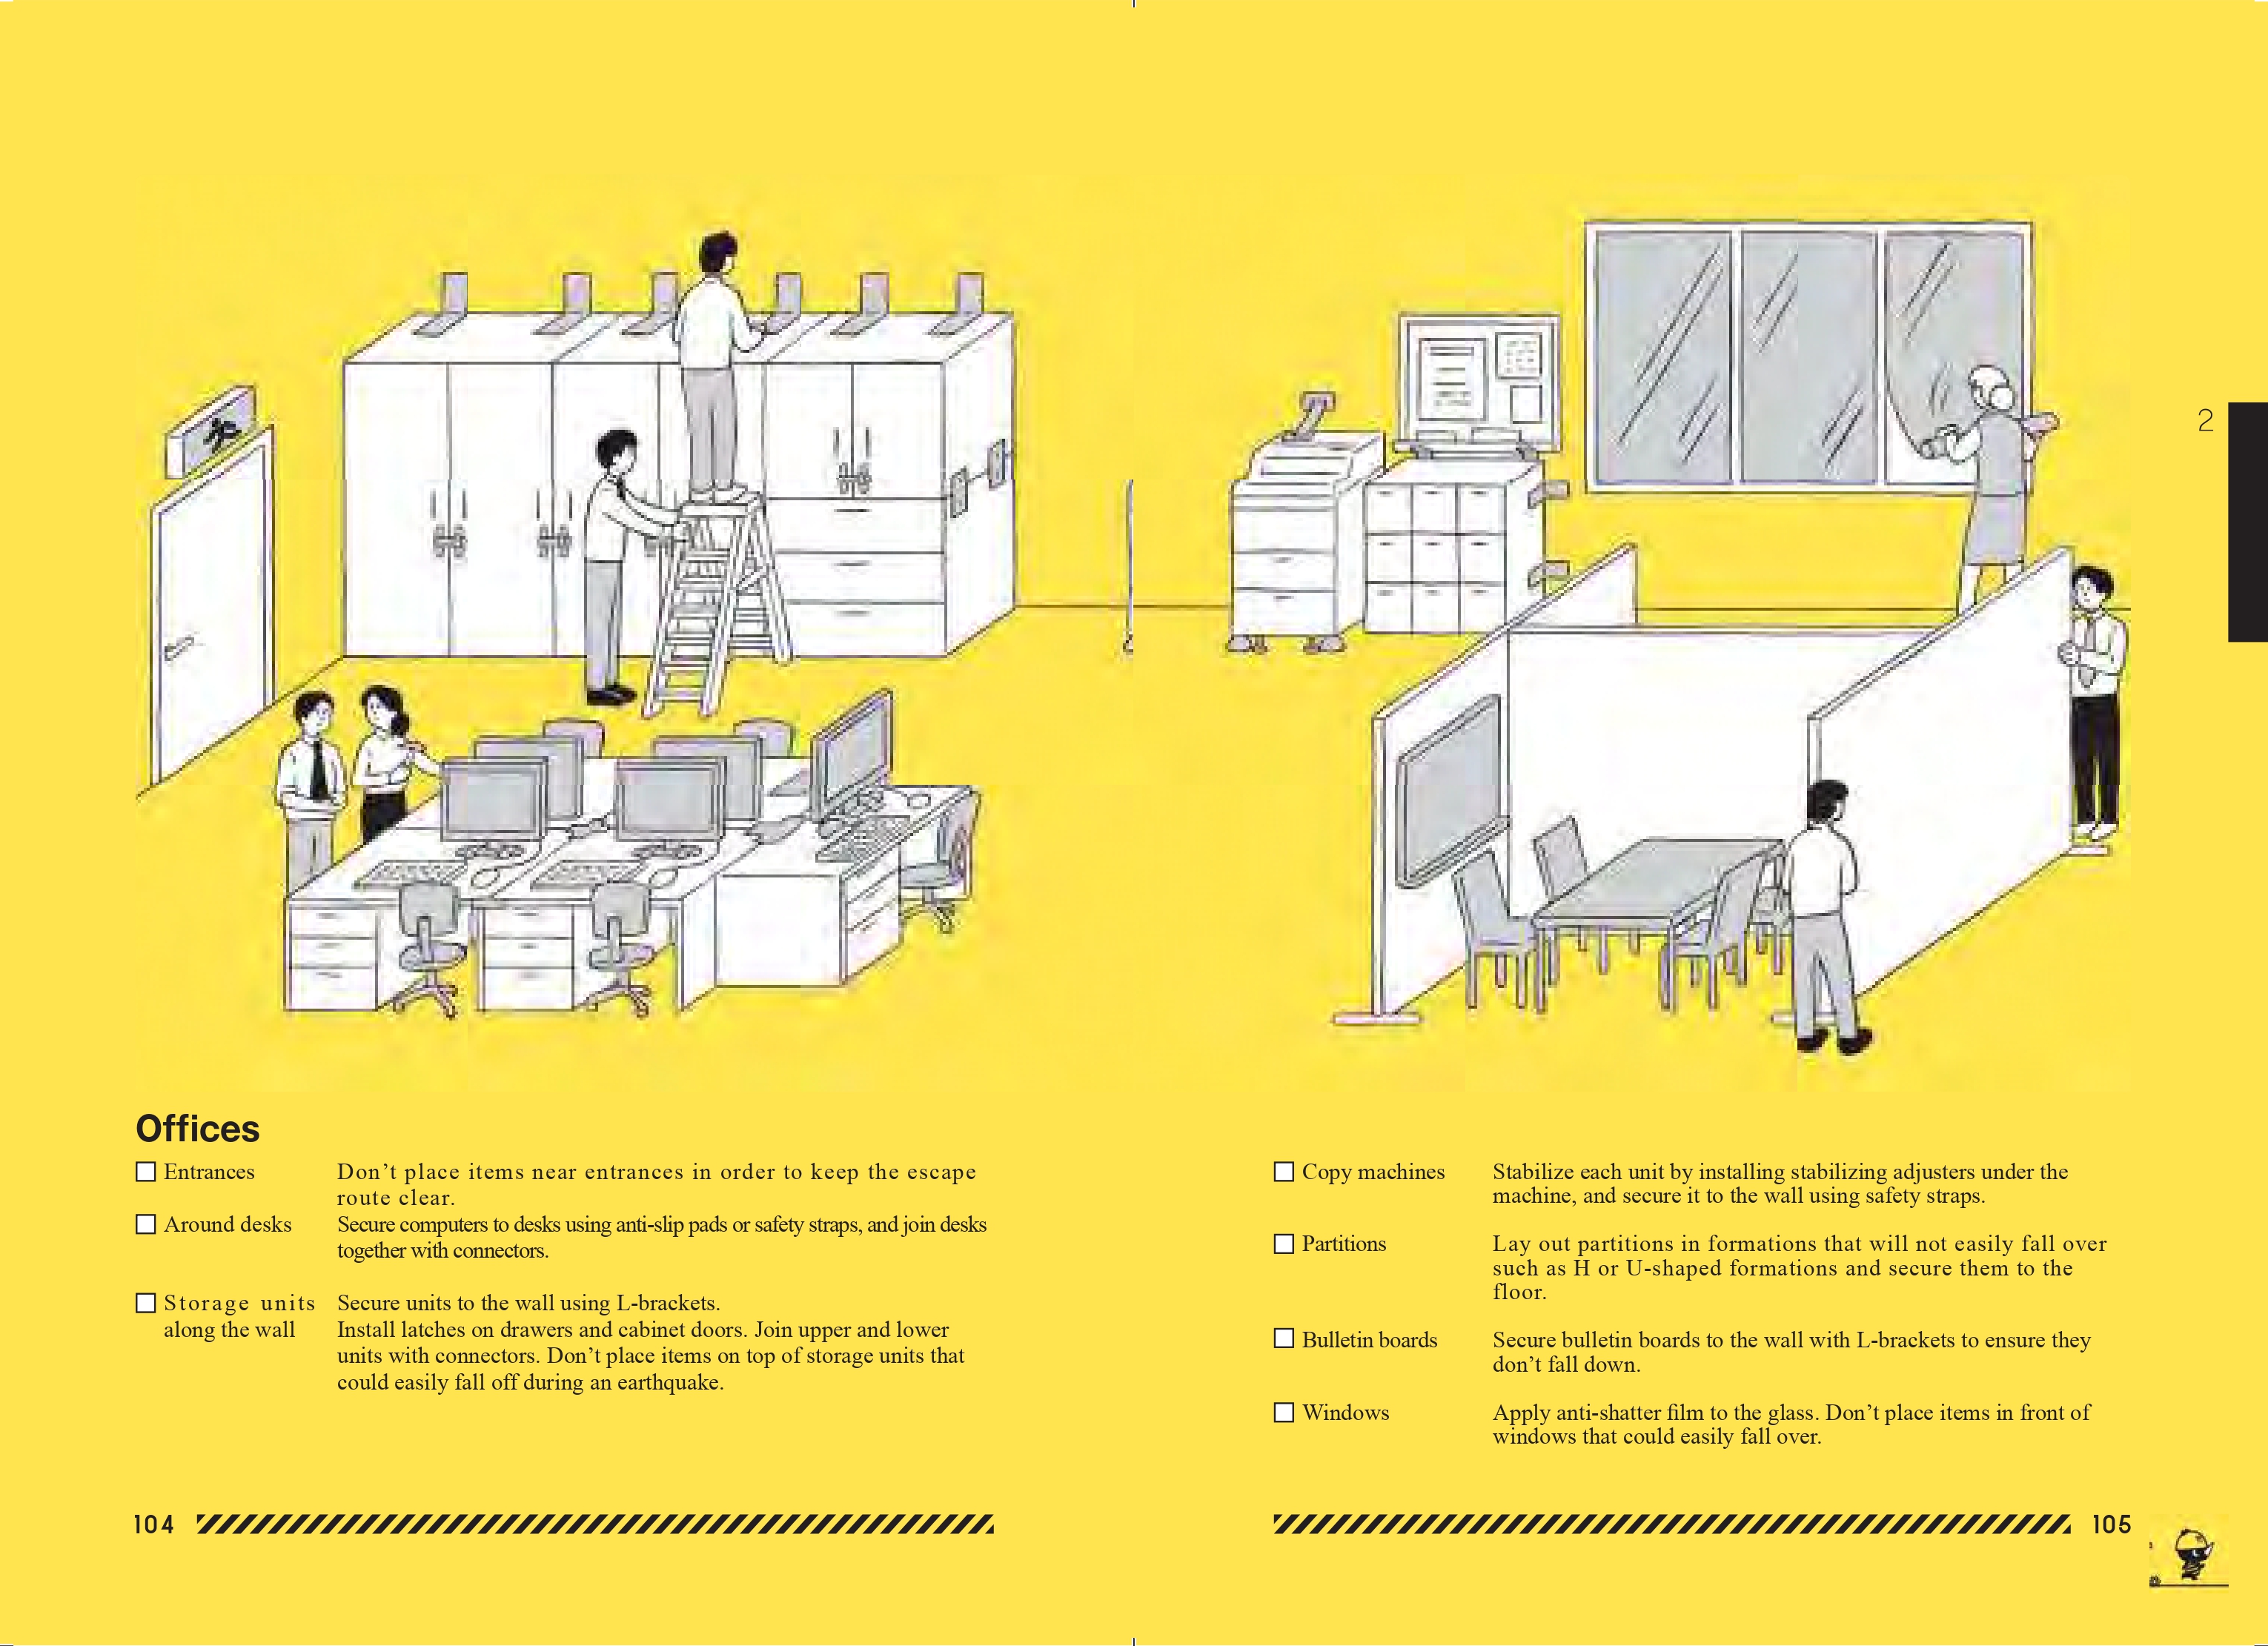 2
Offices
Entrances
Don’t place items near entrances in order to keep the escape
route clear.
Around desks
Secure computers to desks using anti-slip pads or safety straps, and join desks
together with connectors.
Storage units
along the wall
Secure units to the wall using L-brackets.
Install latches on drawers and cabinet doors. Join upper and lower
units with connectors. Don’t place items on top of storage units that
could easily fall off during an earthquake.
104
Copy machines
Stabilize each unit by installing stabilizing adjusters under the
machine, and secure it to the wall using safety straps.
Partitions
Lay out partitions in formations that will not easily fall over
such as H or U-shaped formations and secure them to the
floor.
Bulletin boards
Secure bulletin boards to the wall with L-brackets to ensure they
don’t fall down.
Windows
Apply anti-shatter film to the glass. Don’t place items in front of
windows that could easily fall over.
105